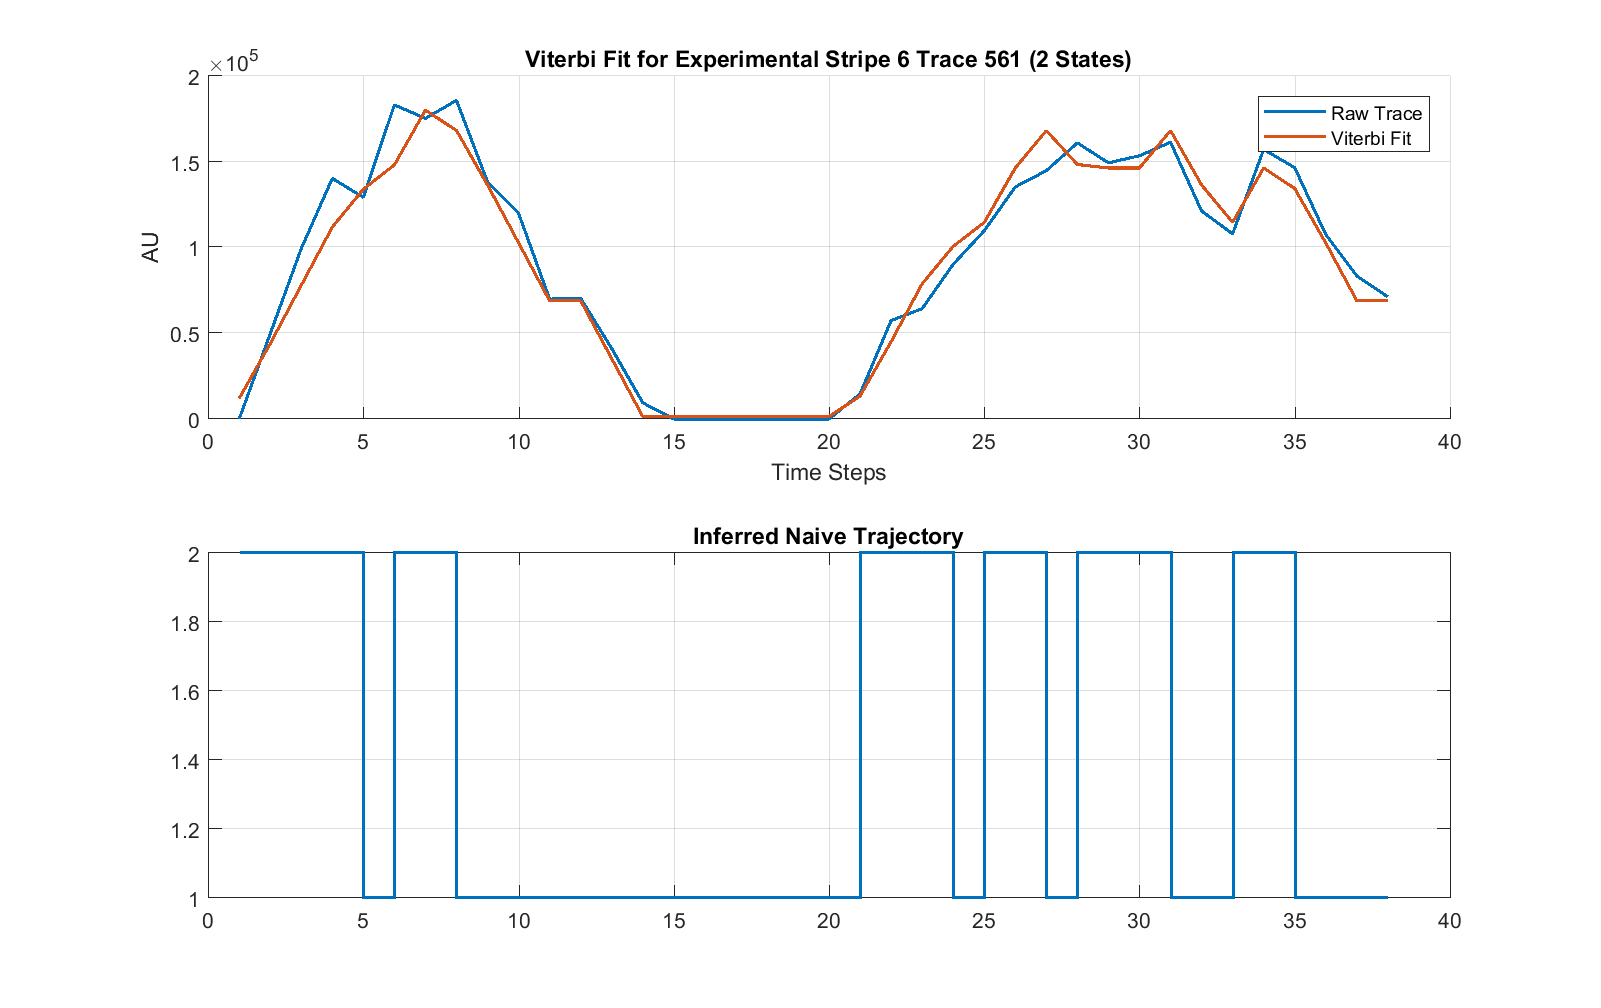 Viterbi Fit for Experimental Stripe 6 Trace 561 (2 States)
×10^5
2
1.5
1
0.5
0
AU
Raw Trace
Viterbi Fit
0 5 10 15 20 25 30 35 40
Time Steps
Inferred Naive Trajectory
2
1.8
1.6
1.4
1.2
1
0 5 10 15 20 25 30 35 40